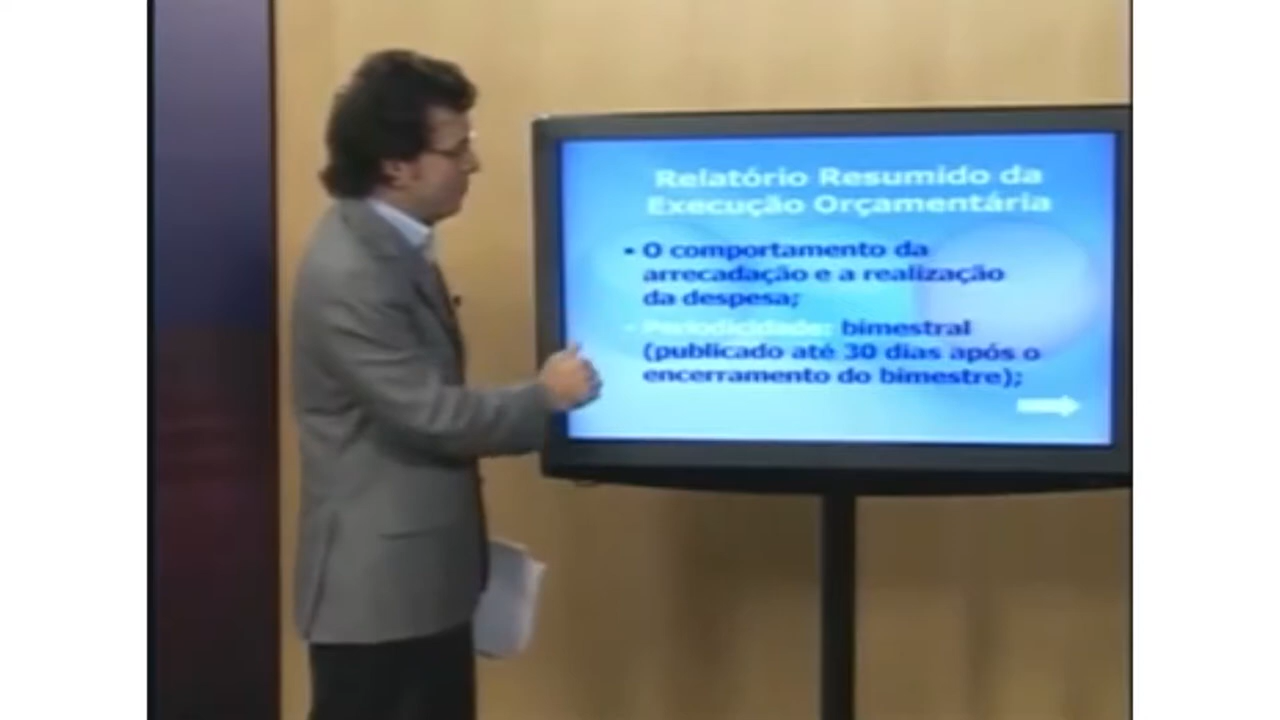 Relatório Resumido da
Execução Orçamentária
- O comportamento da
arrecadação e a realização
da despesa;
- Periodicidade: bimestral
(publicado até 30 dias após o
encerramento do bimestre);